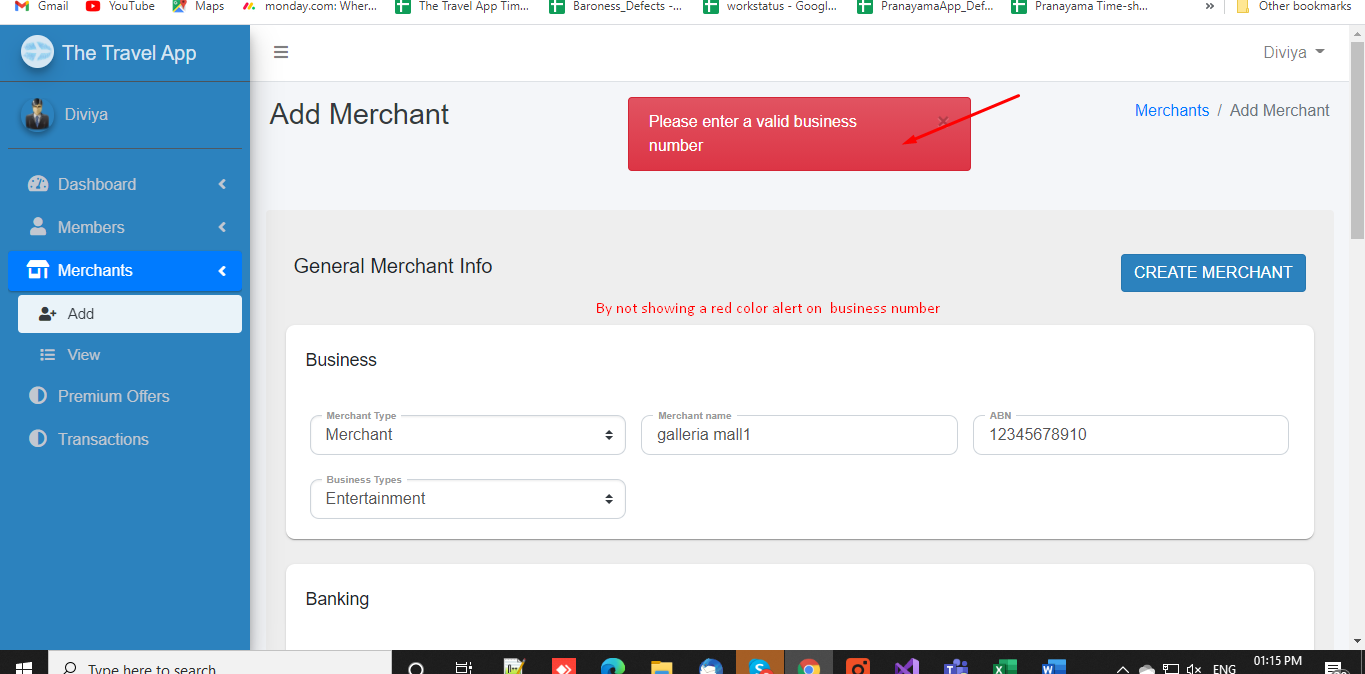 Gmail YouTube Maps monday.com: Wher... The Travel App Tim... Baroness_Defects -... workstatus - Googl... PranayamaApp_Def... Pranayama Time-sh... » Other bookmarks
The Travel App
Diviya
Diviya
Dashboard
Members
Merchants
Add
View
Premium Offers
Transactions
Add Merchant
Please enter a valid business
number
×
Merchants / Add Merchant
General Merchant Info
CREATE MERCHANT
By not showing a red color alert on business number
Business
Merchant Type
Merchant
Merchant name
galleria mall1
ABN
12345678910
Business Types
Entertainment
Banking
Type here to search
ENG
01:15 PM